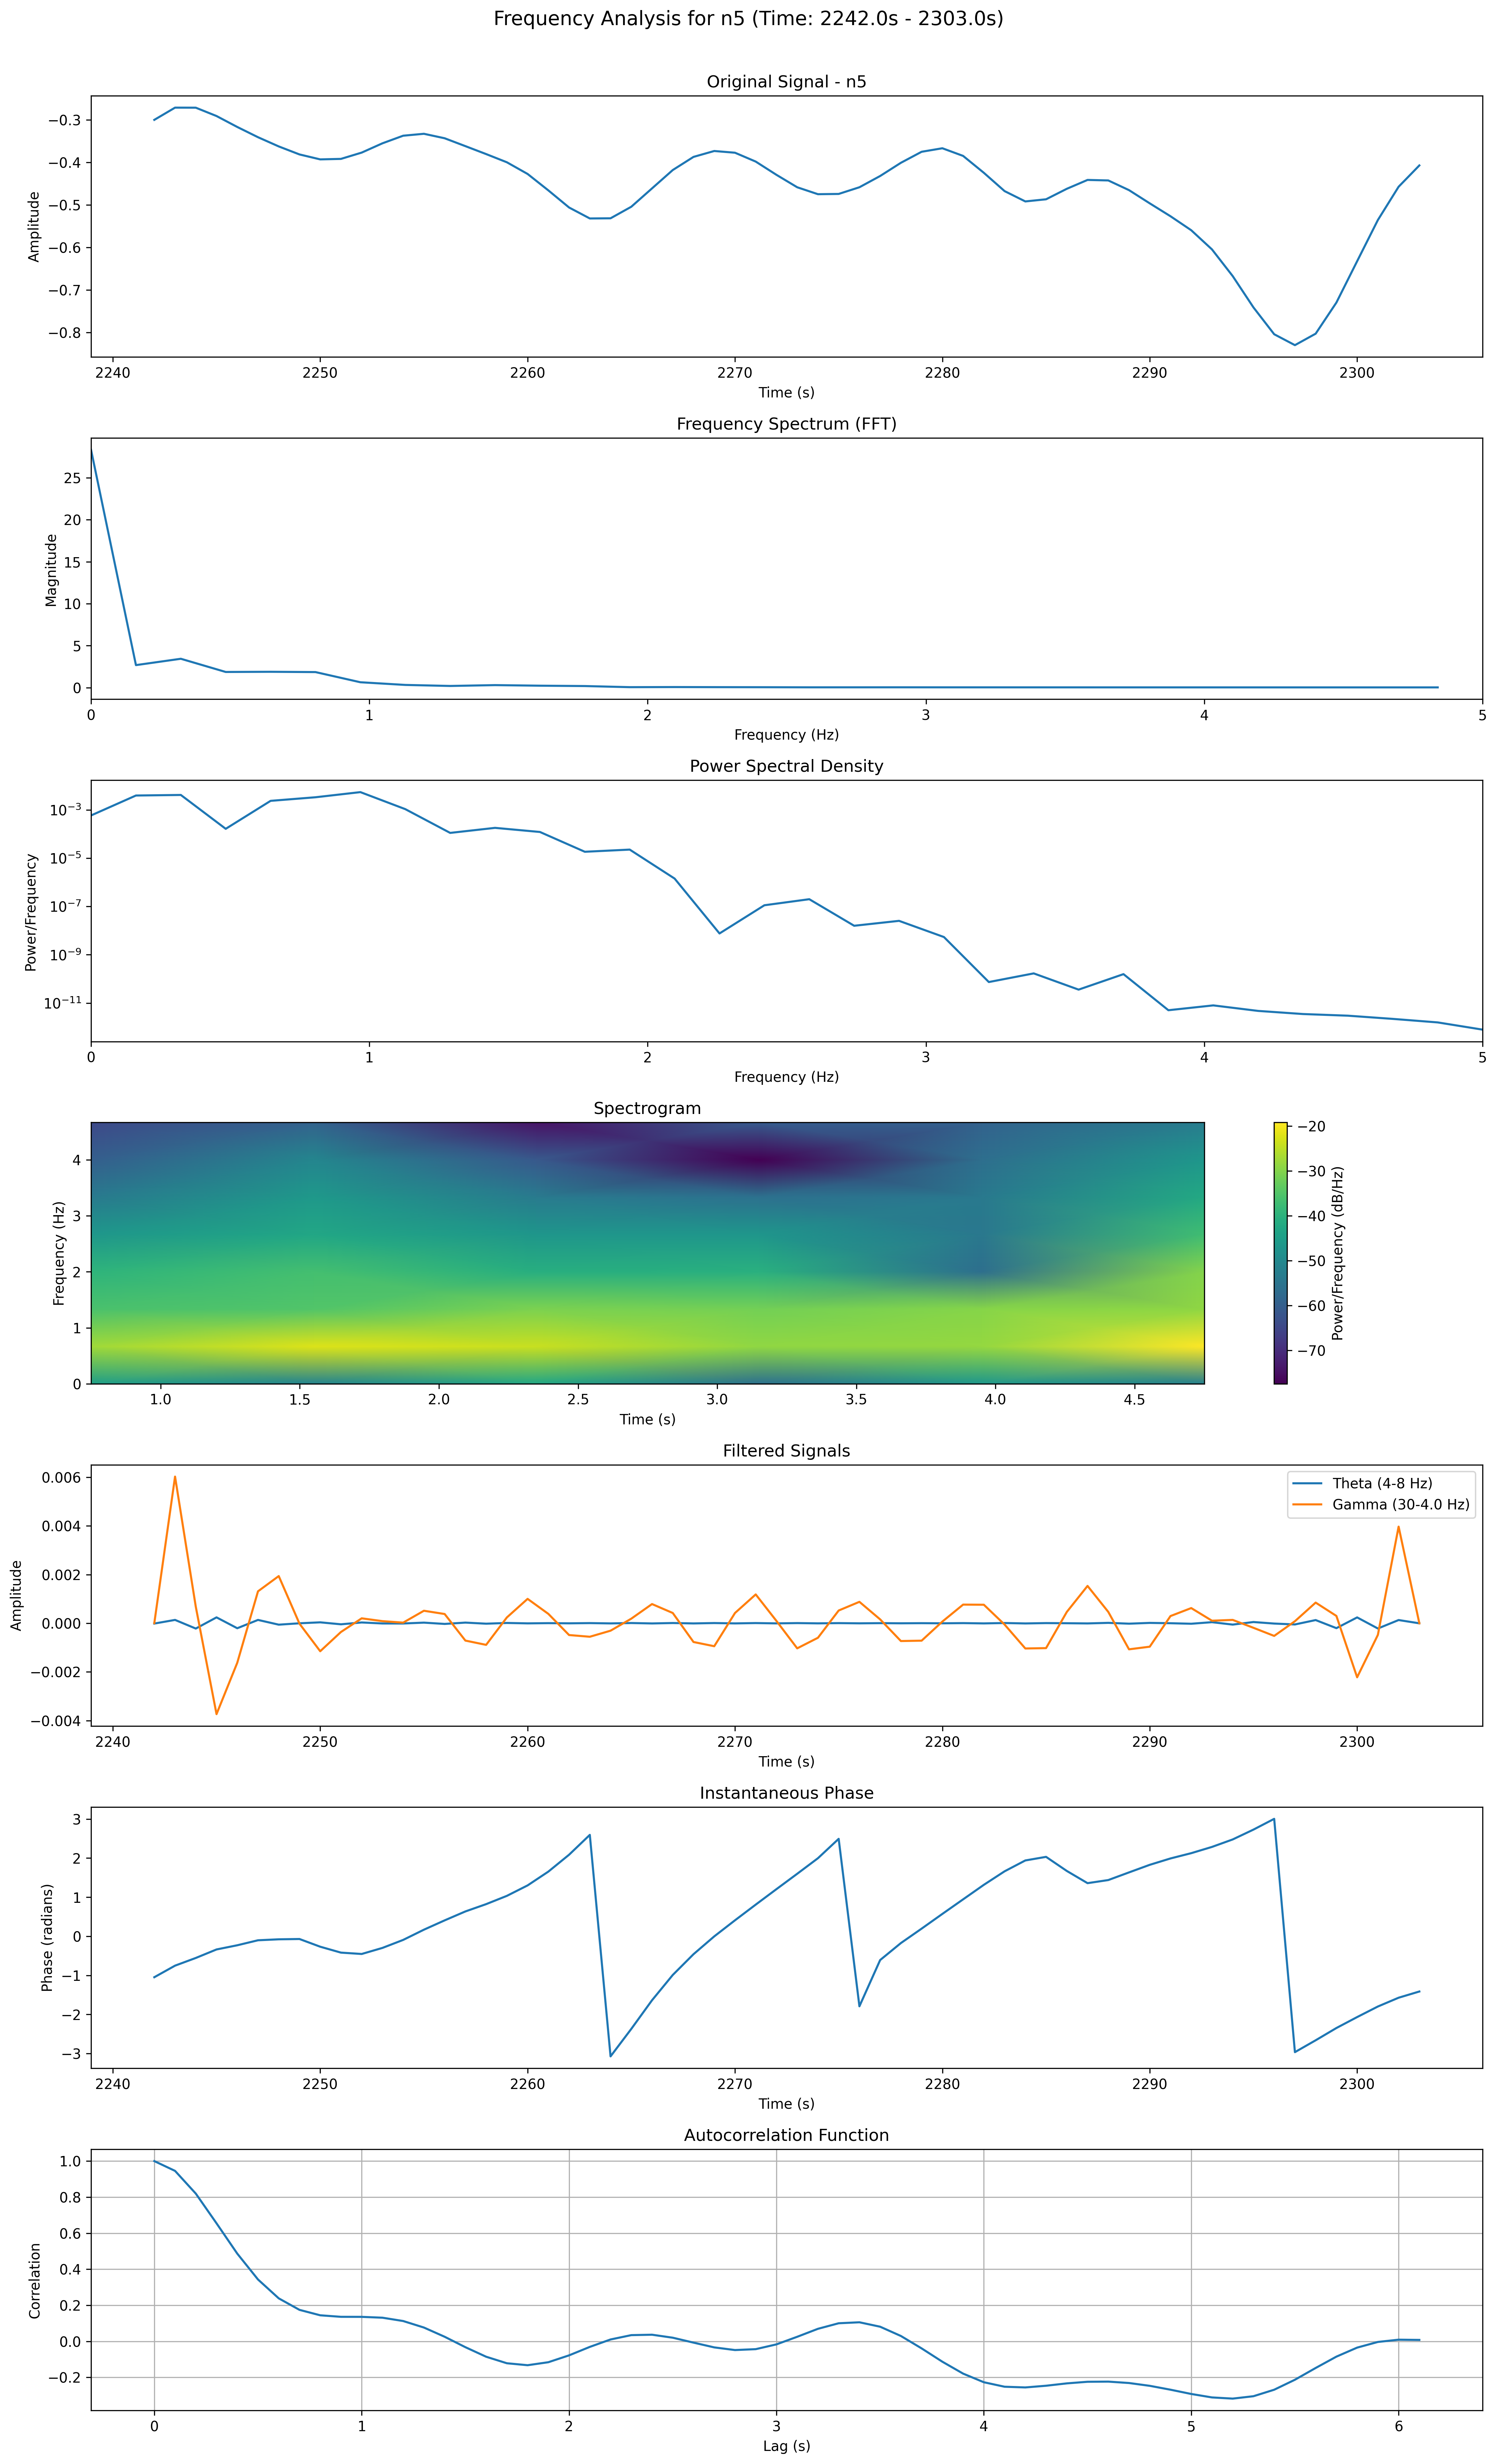 Frequency Analysis for n5 (Time: 2242.0s - 2303.0s)
Original Signal - n5
Amplitude
−0.3
−0.4
−0.5
−0.6
−0.7
−0.8
2240 2250 2260 2270 2280 2290 2300
Time (s)
Frequency Spectrum (FFT)
Magnitude
25
20
15
10
5
0
0 1 2 3 4 5
Frequency (Hz)
Power Spectral Density
Power/Frequency
10⁻³
10⁻⁵
10⁻⁷
10⁻⁹
10⁻¹¹
0 1 2 3 4 5
Frequency (Hz)
Spectrogram
Frequency (Hz)
4
3
2
1
0
1.0 1.5 2.0 2.5 3.0 3.5 4.0 4.5
Time (s)
−20
−30
−40
−50
−60
−70
Power/Frequency (dB/Hz)
Filtered Signals
Amplitude
0.006
0.004
0.002
0.000
−0.002
−0.004
Theta (4-8 Hz)
Gamma (30-4.0 Hz)
2240 2250 2260 2270 2280 2290 2300
Time (s)
Instantaneous Phase
Phase (radians)
3
2
1
0
−1
−2
−3
2240 2250 2260 2270 2280 2290 2300
Time (s)
Autocorrelation Function
Correlation
1.0
0.8
0.6
0.4
0.2
0.0
−0.2
0 1 2 3 4 5 6
Lag (s)